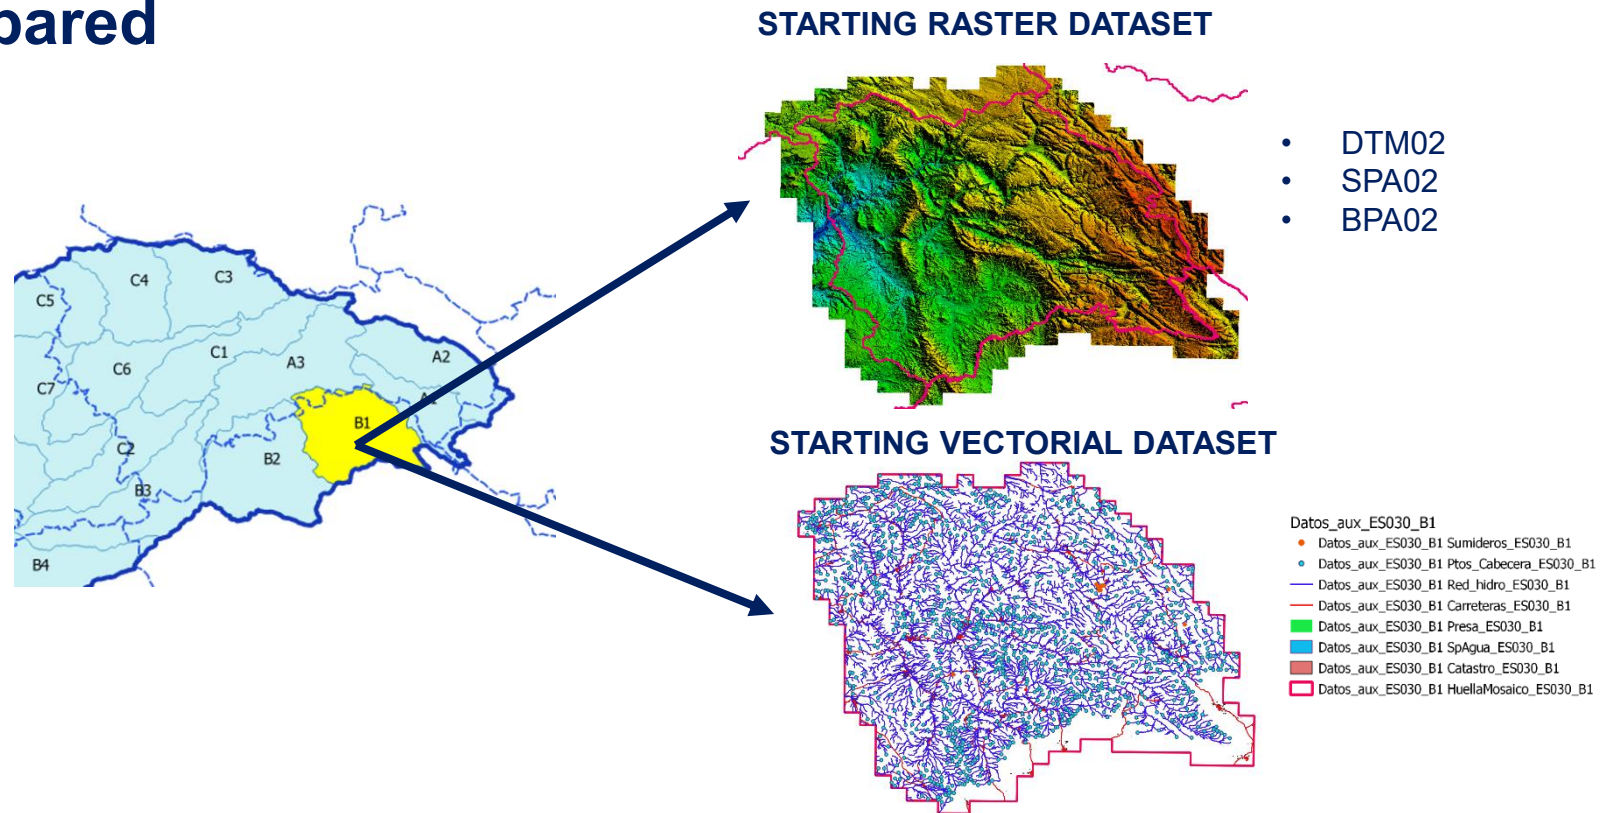 pared
STARTING RASTER DATASET
• DTM02
• SPA02
• BPA02
C4
C3
C5
C1
A3
A2
C6
C7
A1
B1
C2
B2
B3
B4
STARTING VECTORIAL DATASET
Datos_aux_ES030_B1
Datos_aux_ES030_B1 Sumideros_ES030_B1
Datos_aux_ES030_B1 Ptos_Cabecera_ES030_B1
Datos_aux_ES030_B1 Red_hidro_ES030_B1
Datos_aux_ES030_B1 Carreteras_ES030_B1
Datos_aux_ES030_B1 Presa_ES030_B1
Datos_aux_ES030_B1 SpAgua_ES030_B1
Datos_aux_ES030_B1 Catastro_ES030_B1
Datos_aux_ES030_B1 HuellaMosaico_ES030_B1